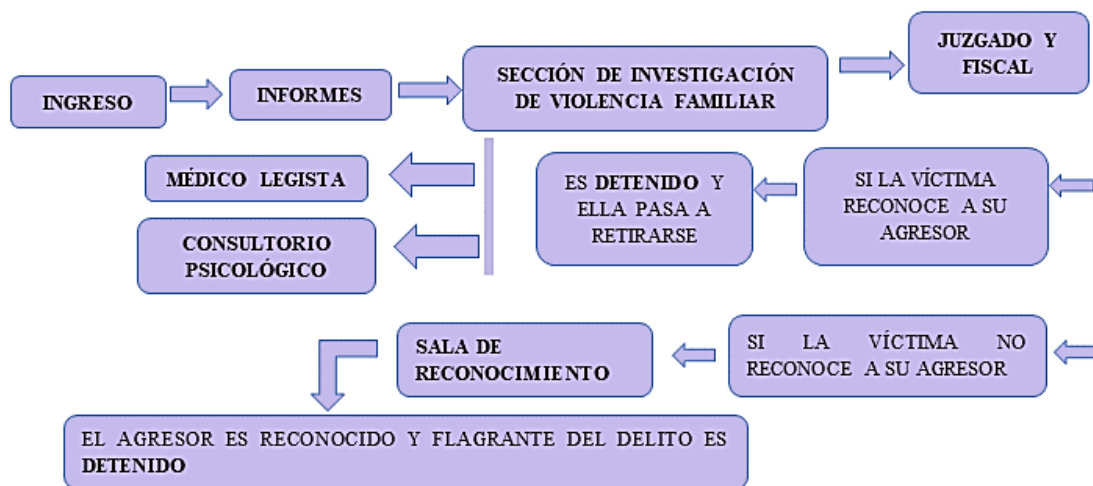 INGRESO
INFORMES
SECCIÓN DE INVESTIGACIÓN
DE VIOLENCIA FAMILIAR
JUZGADO Y
FISCAL
MÉDICO LEGISTA
CONSULTORIO
PSICOLÓGICO
ES DETENIDO Y
ELLA PASA A
RETIRARSE
SI LA VÍCTIMA
RECONOCE A SU
AGRESOR
SALA DE
RECONOCIMIENTO
SI LA VÍCTIMA NO
RECONOCE A SU AGRESOR
EL AGRESOR ES RECONOCIDO Y FLAGRANTE DEL DELITO ES
DETENIDO